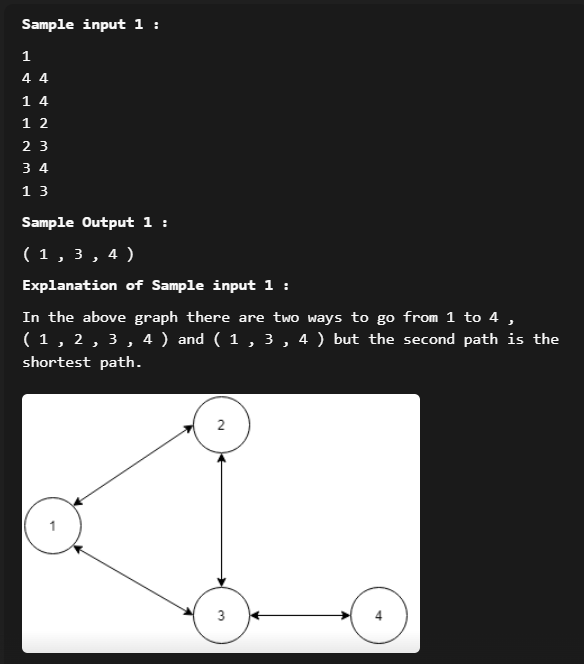 Sample input 1 :
1
4 4
1 4
1 2
2 3
3 4
1 3
Sample Output 1 :
( 1 , 3 , 4 )
Explanation of Sample input 1 :
In the above graph there are two ways to go from 1 to 4 ,
( 1 , 2 , 3 , 4 ) and ( 1 , 3 , 4 ) but the second path is the
shortest path.
2
1
3
4